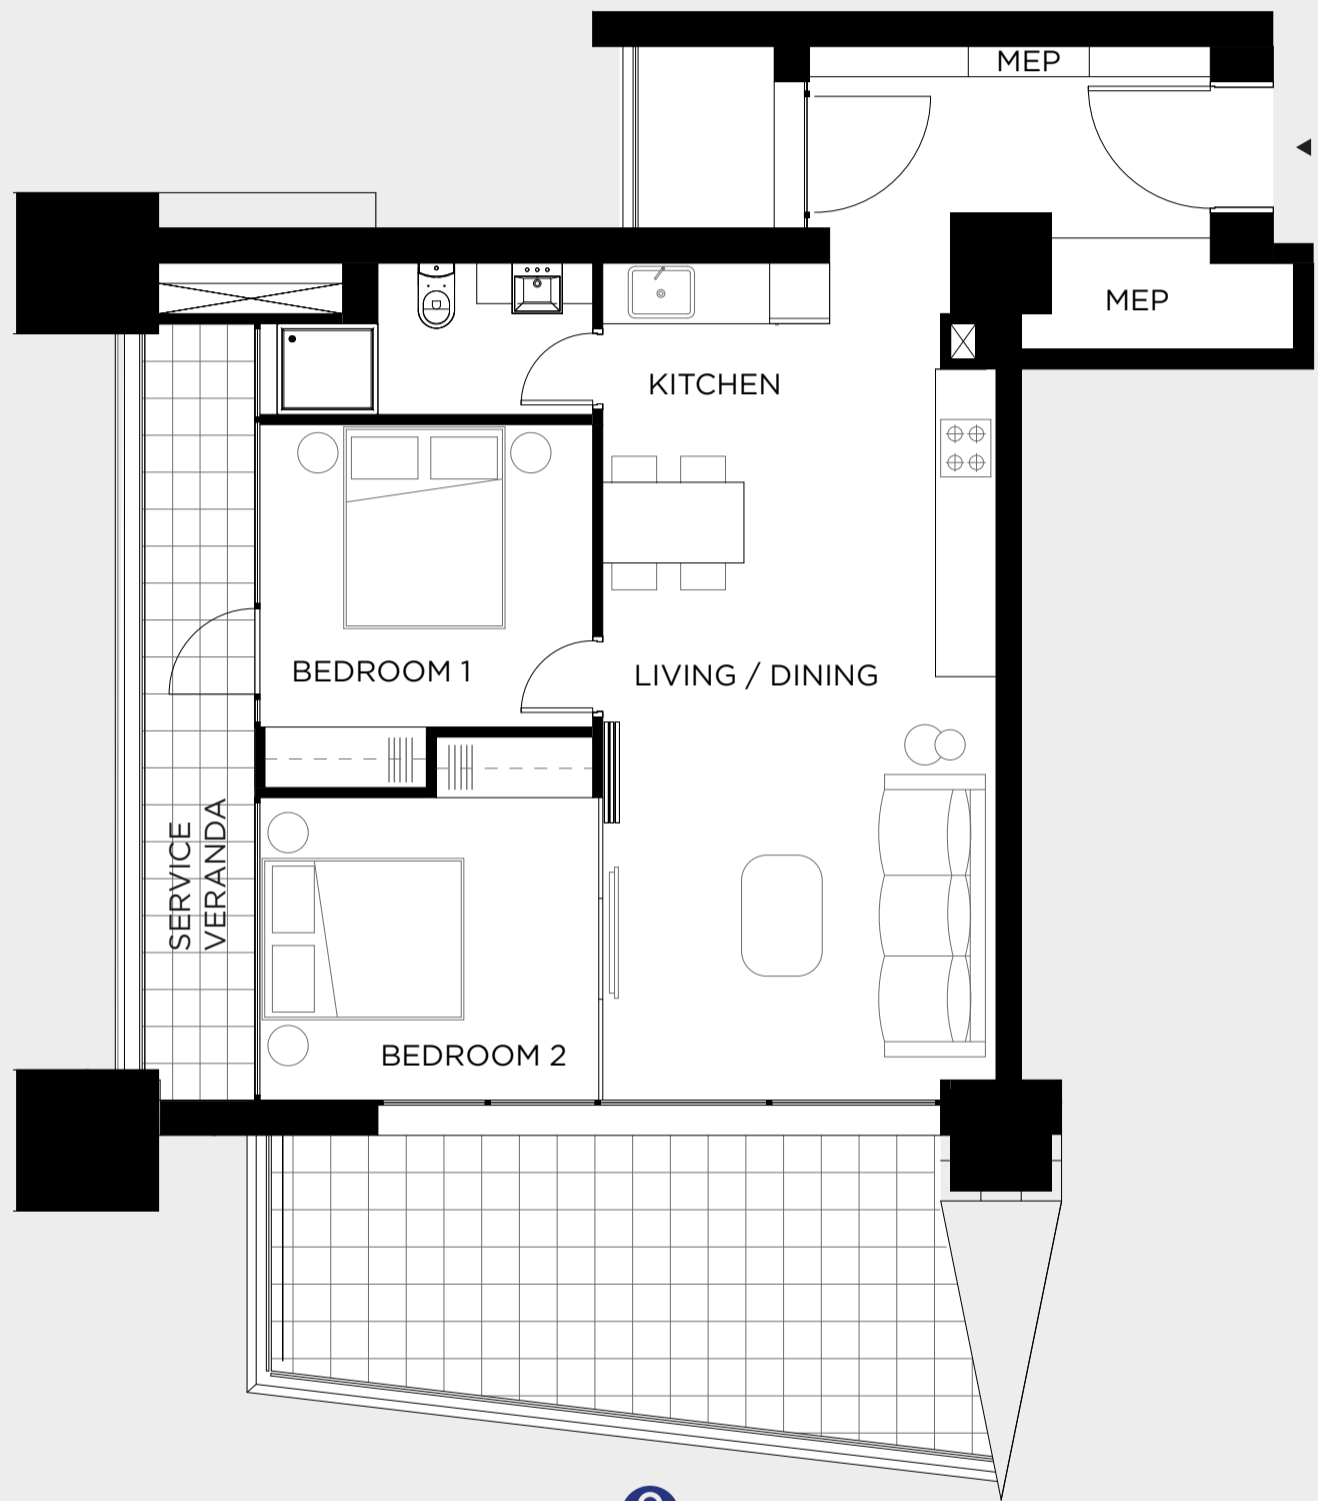 MEP
MEP
KITCHEN
BEDROOM 1
LIVING / DINING
SERVICE
VERANDA
BEDROOM 2